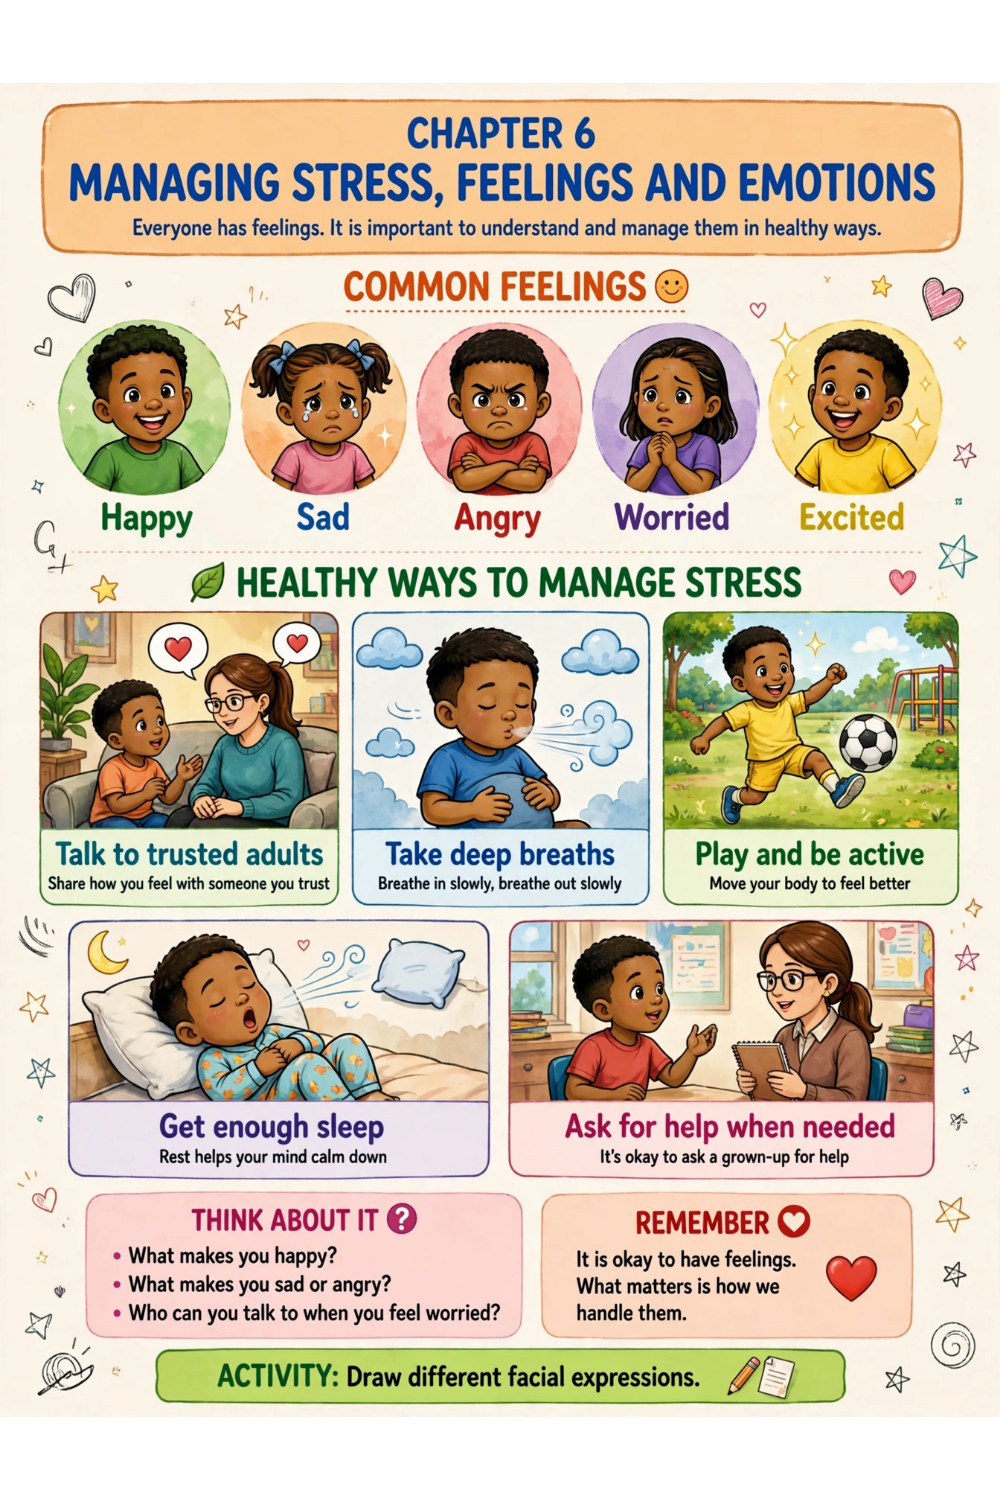 CHAPTER 6
MANAGING STRESS, FEELINGS AND EMOTIONS
Everyone has feelings. It is important to understand and manage them in healthy ways.
COMMON FEELINGS
Happy
Sad
Angry
Worried
Excited
HEALTHY WAYS TO MANAGE STRESS
Talk to trusted adults
Share how you feel with someone you trust
Take deep breaths
Breathe in slowly, breathe out slowly
Play and be active
Move your body to feel better
Get enough sleep
Rest helps your mind calm down
Ask for help when needed
It's okay to ask a grown-up for help
THINK ABOUT IT ?
• What makes you happy?
• What makes you sad or angry?
• Who can you talk to when you feel worried?
REMEMBER
It is okay to have feelings.
What matters is how we
handle them.
ACTIVITY: Draw different facial expressions.